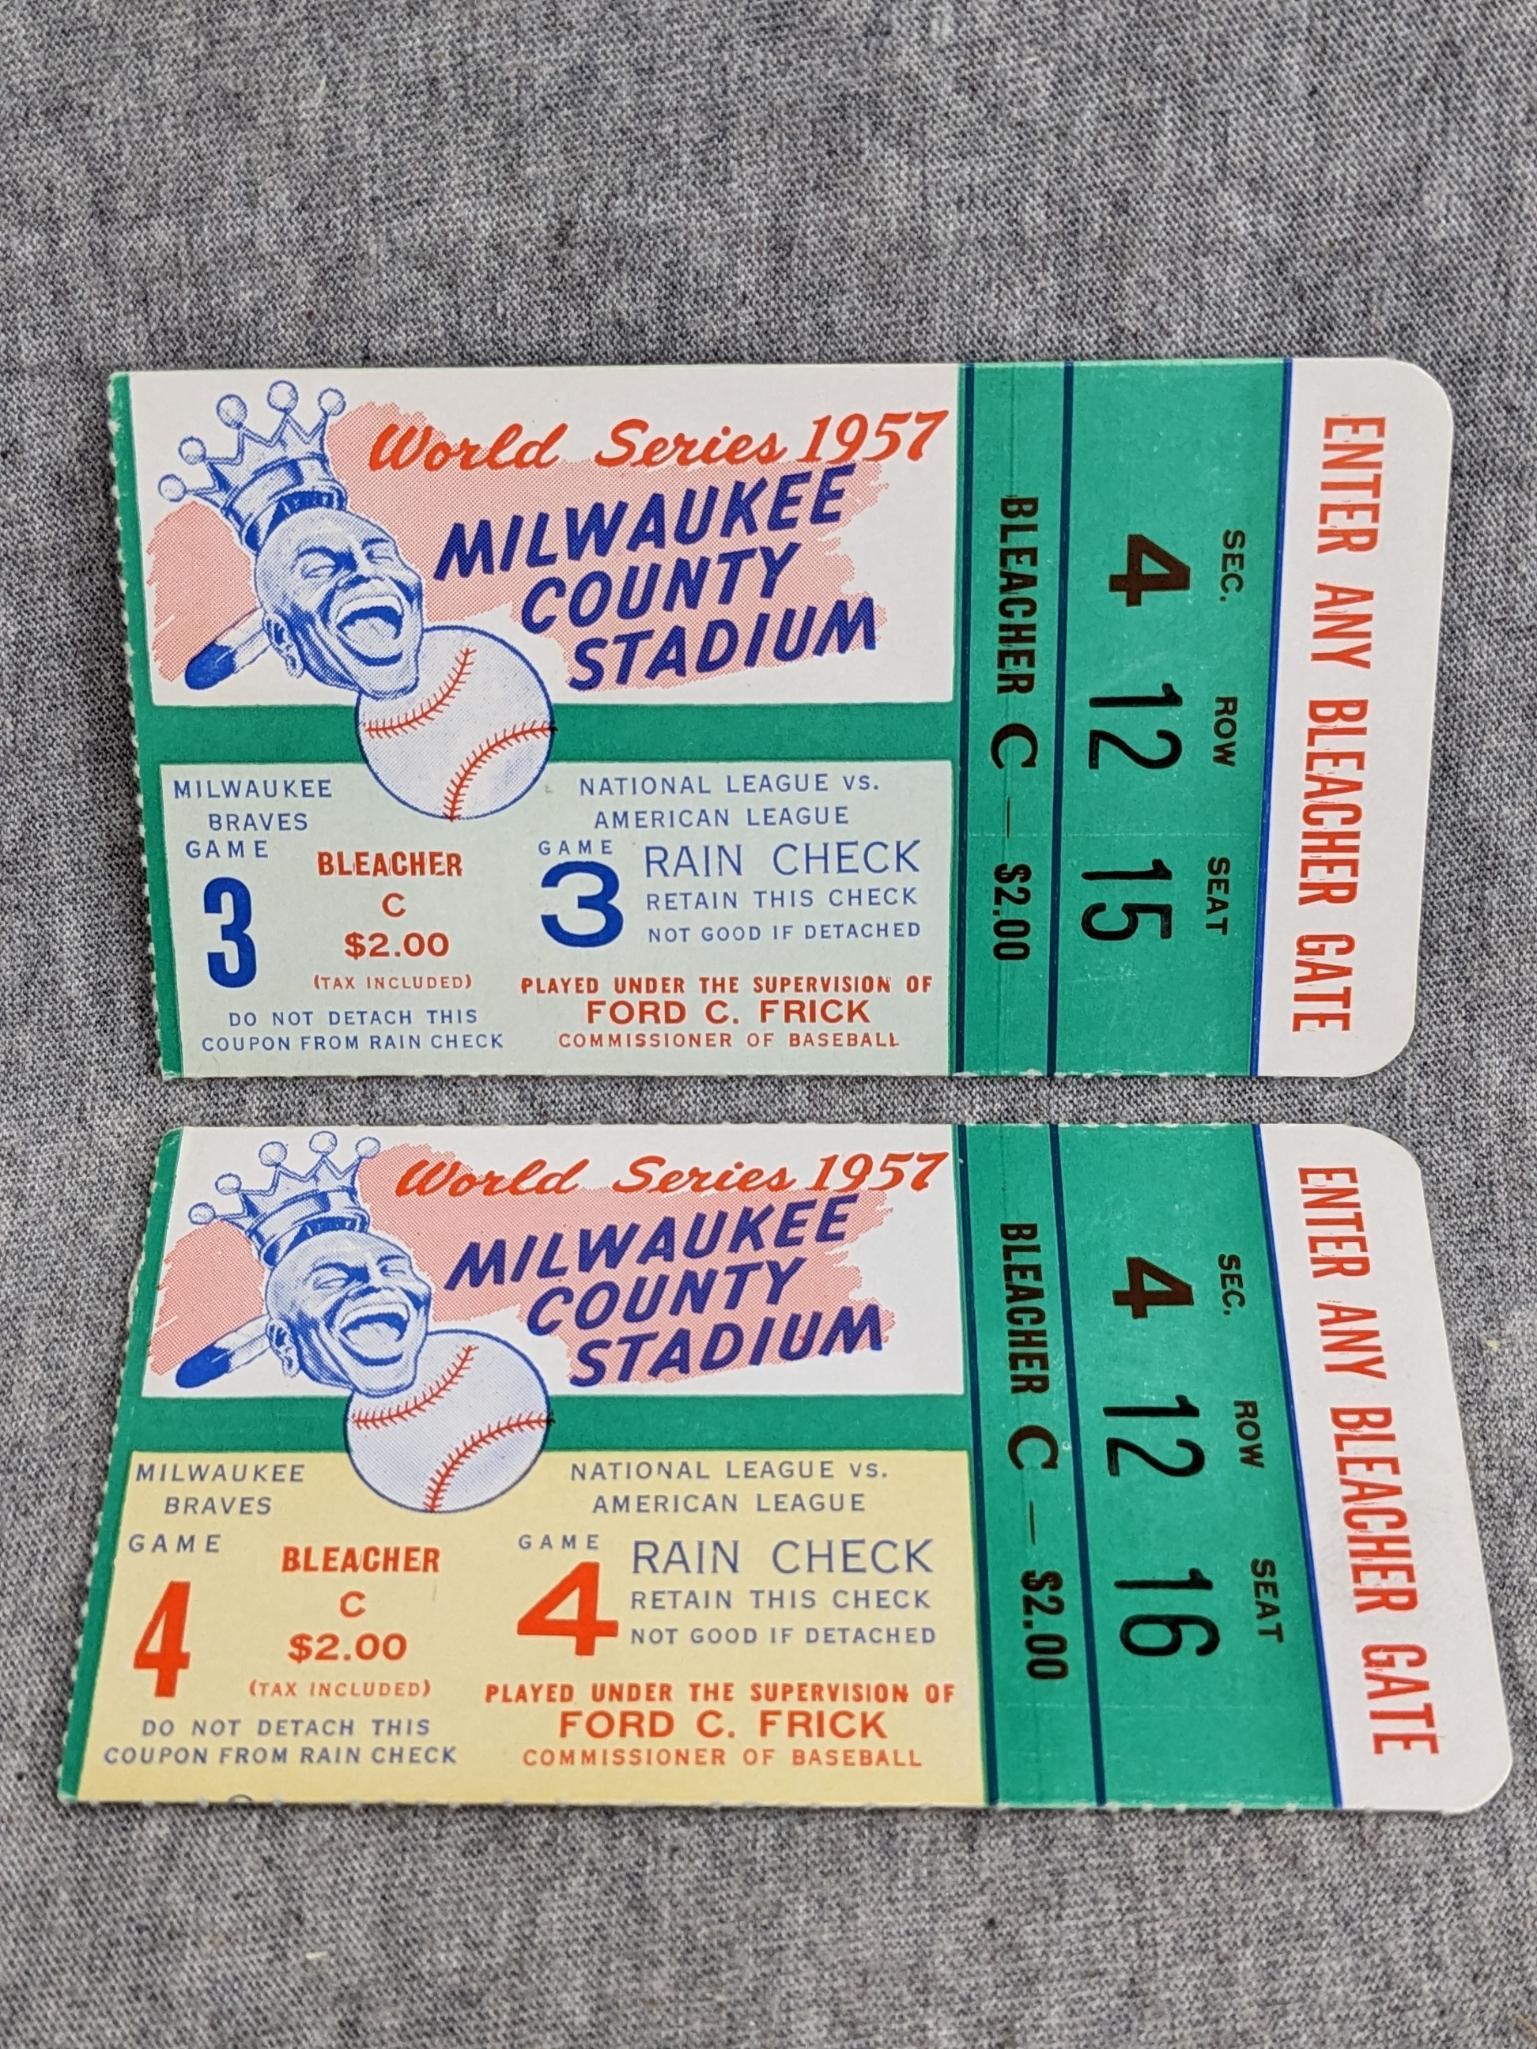 World Series 1957
MILWAUKEE
COUNTY
STADIUM
MILWAUKEE
BRAVES
GAME
3
BLEACHER
C
$2.00
(TAX INCLUDED)
DO NOT DETACH THIS
COUPON FROM RAIN CHECK
NATIONAL LEAGUE VS.
AMERICAN LEAGUE
GAME
3
RAIN CHECK
RETAIN THIS CHECK
NOT GOOD IF DETACHED
PLAYED UNDER THE SUPERVISION OF
FORD C. FRICK
COMMISSIONER OF BASEBALL
BLEACHER C — $2.00
4 12 15
SEC. ROW SEAT
ENTER ANY BLEACHER GATE
World Series 1957
MILWAUKEE
COUNTY
STADIUM
MILWAUKEE
BRAVES
GAME
4
BLEACHER
C
$2.00
(TAX INCLUDED)
DO NOT DETACH THIS
COUPON FROM RAIN CHECK
NATIONAL LEAGUE VS.
AMERICAN LEAGUE
GAME
4
RAIN CHECK
RETAIN THIS CHECK
NOT GOOD IF DETACHED
PLAYED UNDER THE SUPERVISION OF
FORD C. FRICK
COMMISSIONER OF BASEBALL
BLEACHER C — $2.00
4 12 16
SEC. ROW SEAT
ENTER ANY BLEACHER GATE